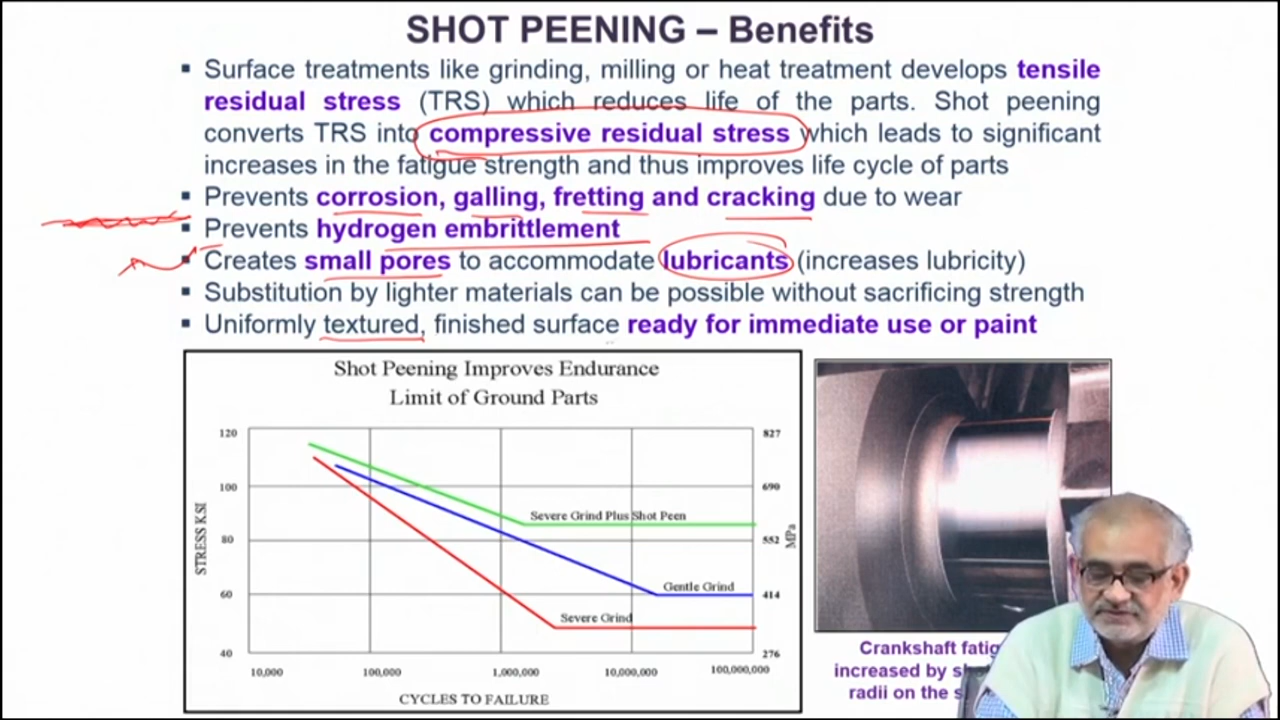 SHOT PEENING – Benefits
▪ Surface treatments like grinding, milling or heat treatment develops tensile
residual stress (TRS) which reduces life of the parts. Shot peening
converts TRS into compressive residual stress which leads to significant
increases in the fatigue strength and thus improves life cycle of parts
▪ Prevents corrosion, galling, fretting and cracking due to wear
▪ Prevents hydrogen embrittlement
▪ Creates small pores to accommodate lubricants (increases lubricity)
▪ Substitution by lighter materials can be possible without sacrificing strength
▪ Uniformly textured, finished surface ready for immediate use or paint
Shot Peening Improves Endurance
Limit of Ground Parts
120
100
80
60
40
STRESS KSI
827
690
552
414
276
MPa
Severe Grind Plus Shot Peen
Gentle Grind
Severe Grind
10,000
100,000
1,000,000
10,000,000
100,000,000
CYCLES TO FAILURE
Crankshaft
increased by
radii on the